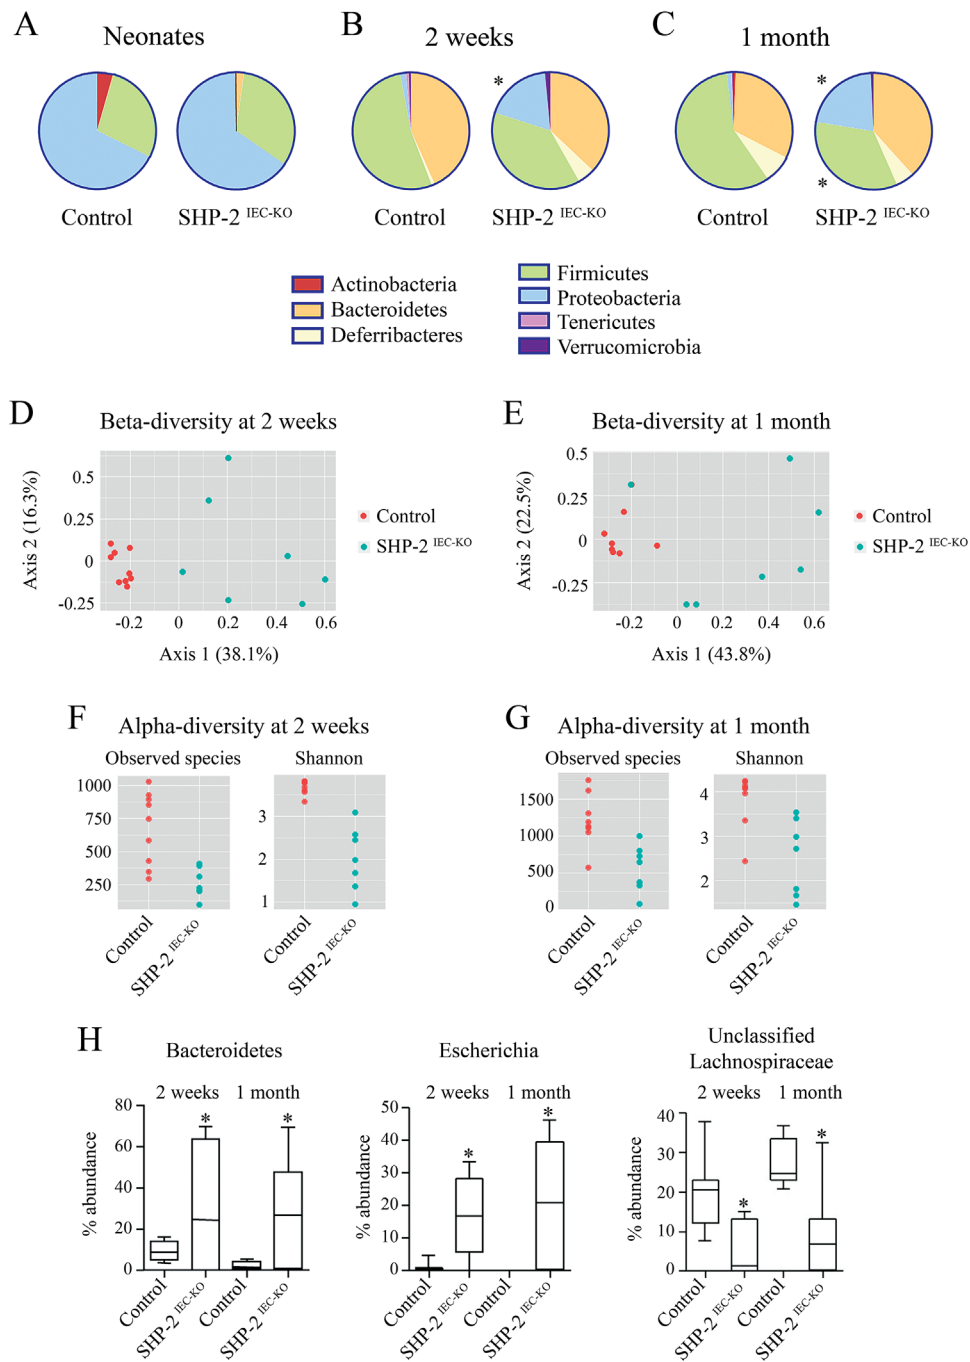 A
Neonates
B
2 weeks
C
1 month
*
*
*
Control
SHP-2 IEC-KO
Control
SHP-2 IEC-KO
Control
SHP-2 IEC-KO
Actinobacteria
Bacteroidetes
Deferribacteres
Firmicutes
Proteobacteria
Tenericutes
Verrucomicrobia
D
Beta-diversity at 2 weeks
Axis 2 (16.3%)
0.5
0.25
0
-0.25
-0.2 0 0.2 0.4 0.6
Axis 1 (38.1%)
Control
SHP-2 IEC-KO
E
Beta-diversity at 1 month
Axis 2 (22.5%)
0.5
0.25
0
-0.25
-0.2 0 0.2 0.4 0.6
Axis 1 (43.8%)
Control
SHP-2 IEC-KO
F
Alpha-diversity at 2 weeks
Observed species
1000
750
500
250
Control
SHP-2 IEC-KO
Shannon
3
2
1
Control
SHP-2 IEC-KO
G
Alpha-diversity at 1 month
Observed species
1500
1000
500
0
Control
SHP-2 IEC-KO
Shannon
4
3
2
Control
SHP-2 IEC-KO
H
Bacteroidetes
2 weeks 1 month
% abundance
80
60
40
20
0
* *
Control
SHP-2 IEC-KO
Control
SHP-2 IEC-KO
Escherichia
2 weeks 1 month
% abundance
50
40
30
20
10
0
* *
Control
SHP-2 IEC-KO
Control
SHP-2 IEC-KO
Unclassified
Lachnospiraceae
2 weeks 1 month
% abundance
40
30
20
10
0
* *
Control
SHP-2 IEC-KO
Control
SHP-2 IEC-KO